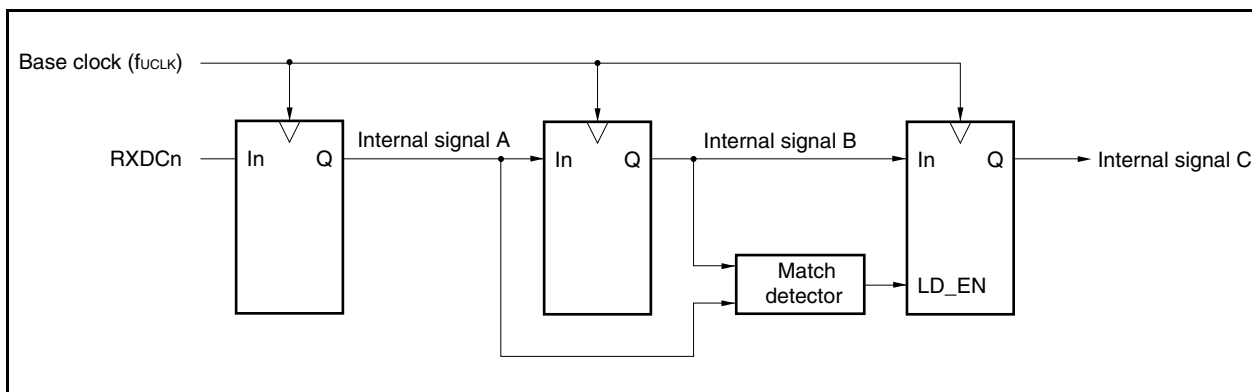 Base clock (fUCLK)
Internal signal A
Internal signal B
RXDCn
In
Q
In
Q
In
Q
Internal signal C
Match
detector
LD_EN